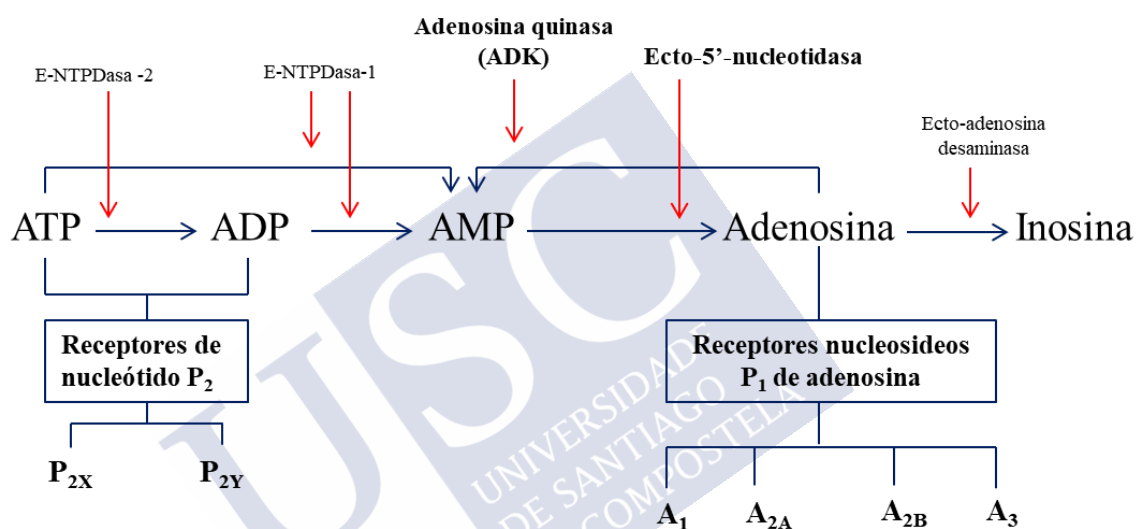 Adenosina quinasa
(ADK)
Ecto-5’-nucleotidasa
E-NTPDasa -2
E-NTPDasa-1
Ecto-adenosina
desaminasa
ATP
ADP
AMP
Adenosina
Inosina
Receptores de
nucleótido P₂
Receptores nucleosideos
P₁ de adenosina
P₂X
P₂Y
A₁
A₂A
A₂B
A₃
USC
UNIVERSIDADE
DE SANTIAGO
DE COMPOSTELA